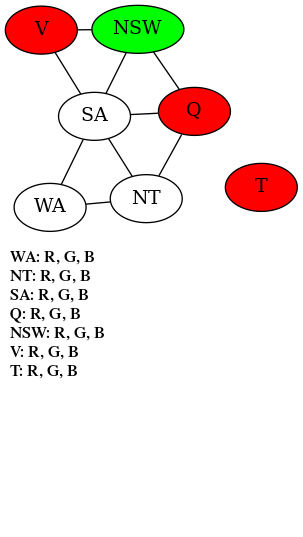 V
NSW
SA
Q
T
WA
NT
WA: R, G, B
NT: R, G, B
SA: R, G, B
Q: R, G, B
NSW: R, G, B
V: R, G, B
T: R, G, B